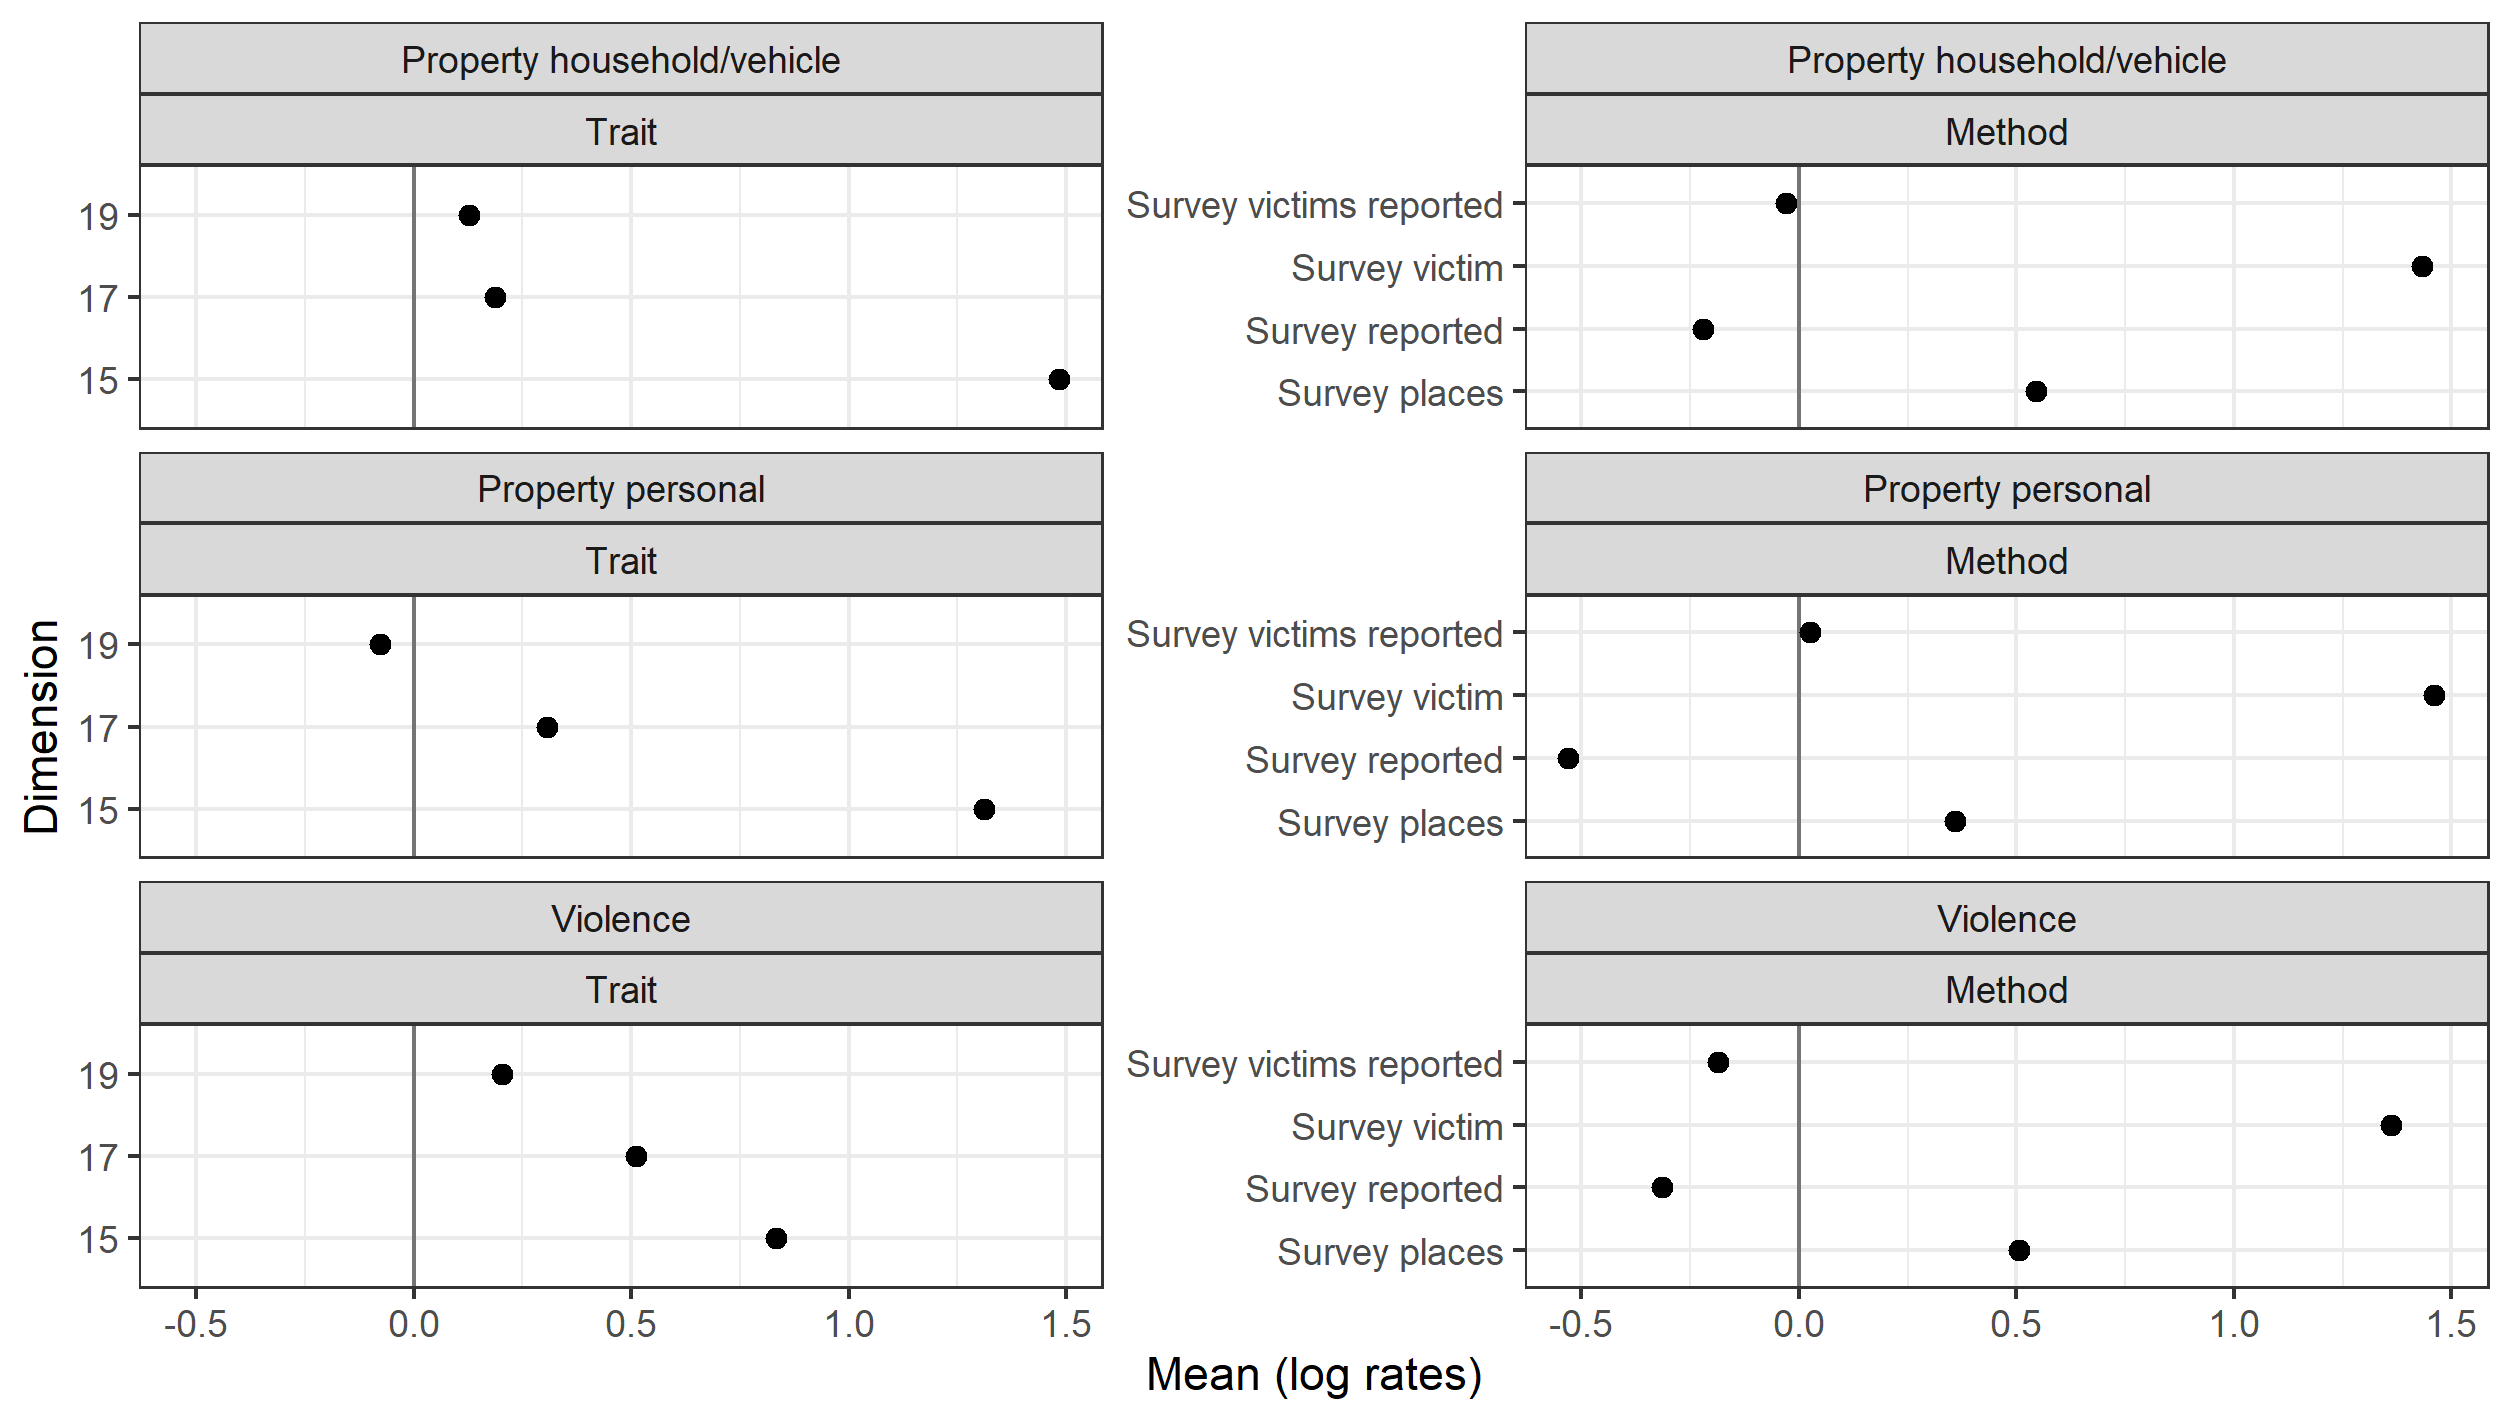 Property household/vehicle
Trait
19
17
15
Property household/vehicle
Method
Survey victims reported
Survey victim
Survey reported
Survey places
Property personal
Trait
19
17
15
Property personal
Method
Survey victims reported
Survey victim
Survey reported
Survey places
Violence
Trait
19
17
15
-0.5 0.0 0.5 1.0 1.5
Violence
Method
Survey victims reported
Survey victim
Survey reported
Survey places
-0.5 0.0 0.5 1.0 1.5
Dimension
Mean (log rates)